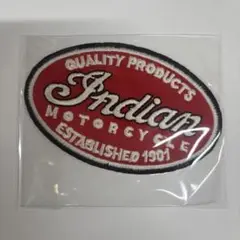 QUALITY PRODUCTS
Indian
MOTORCYCLE
ESTABLISHED 1901